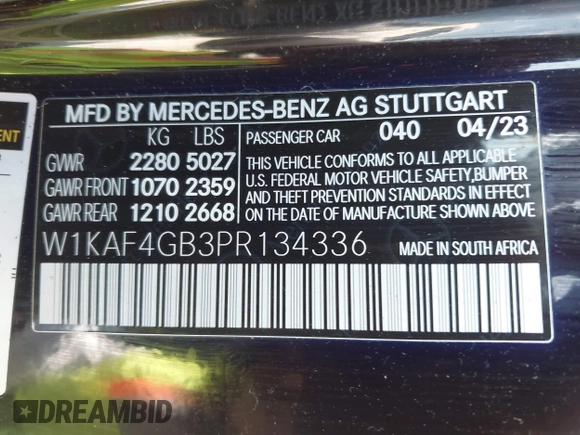 MFD BY MERCEDES-BENZ AG STUTTGART
KG LBS
GVWR 2280 5027
GAWR FRONT 1070 2359
GAWR REAR 1210 2668
PASSENGER CAR 040 04/23
THIS VEHICLE CONFORMS TO ALL APPLICABLE
U.S. FEDERAL MOTOR VEHICLE SAFETY,BUMPER
AND THEFT PREVENTION STANDARDS IN EFFECT
ON THE DATE OF MANUFACTURE SHOWN ABOVE.
W1KAF4GB3PR134336 MADE IN SOUTH AFRICA
DREAMBID